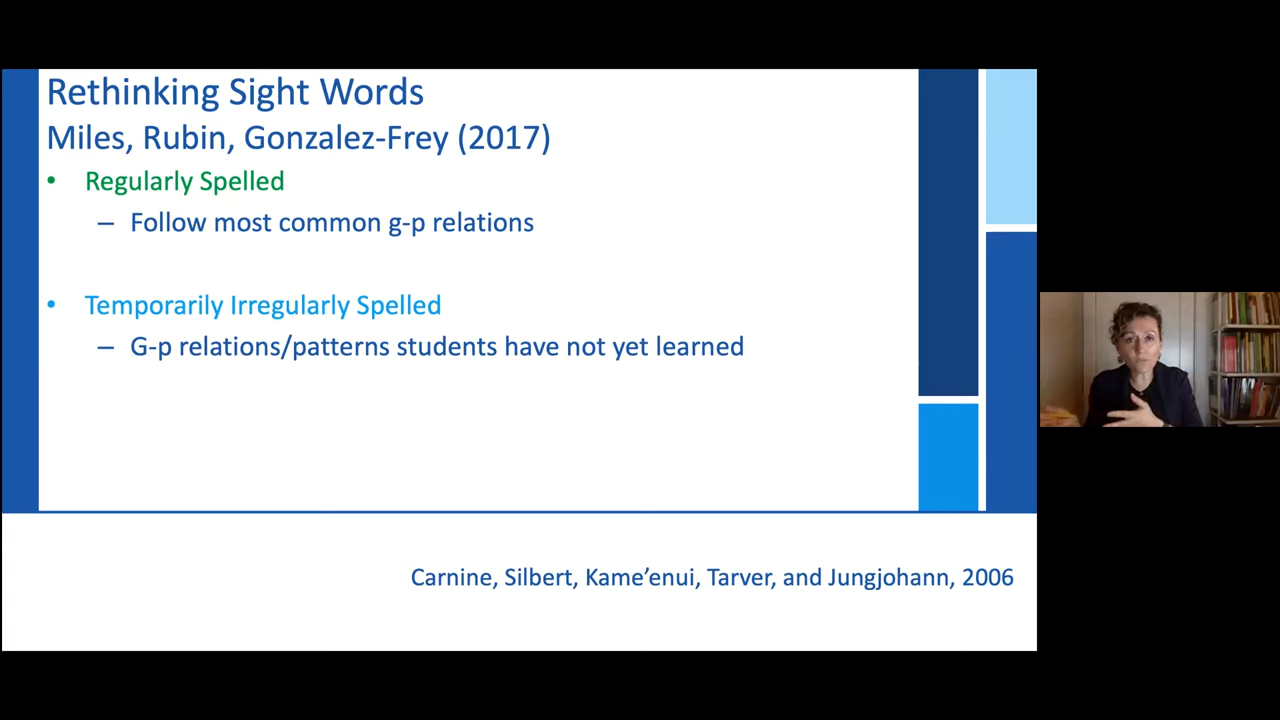 Rethinking Sight Words
Miles, Rubin, Gonzalez-Frey (2017)
• Regularly Spelled
– Follow most common g-p relations
• Temporarily Irregularly Spelled
– G-p relations/patterns students have not yet learned
Carnine, Silbert, Kame’enui, Tarver, and Jungjohann, 2006